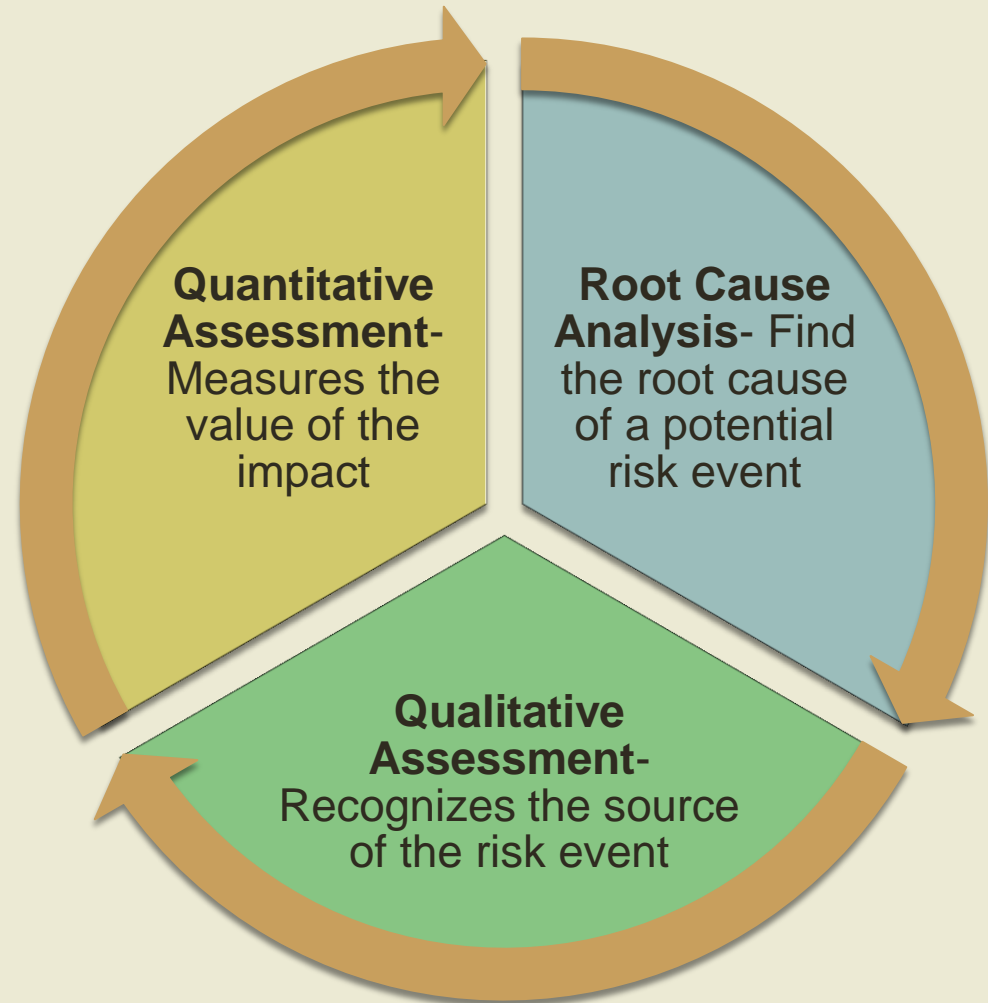 Quantitative
Assessment-
Measures the
value of the
impact
Root Cause
Analysis- Find
the root cause
of a potential
risk event
Qualitative
Assessment-
Recognizes the source
of the risk event